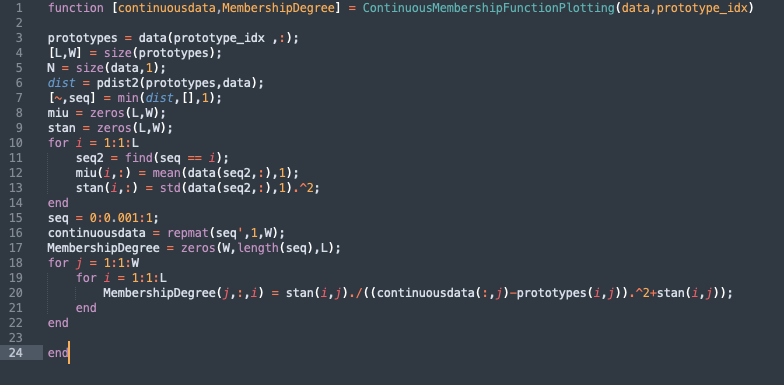 1 function [continuousdata,MembershipDegree] = ContinuousMembershipFunctionPlotting(data,prototype_idx)
2
3 prototypes = data(prototype_idx ,:);
4 [L,W] = size(prototypes);
5 N = size(data,1);
6 dist = pdist2(prototypes,data);
7 [~,seq] = min(dist,[],1);
8 miu = zeros(L,W);
9 stan = zeros(L,W);
10 for i = 1:1:L
11     seq2 = find(seq == i);
12     miu(i,:) = mean(data(seq2,:),1);
13     stan(i,:) = std(data(seq2,:),1).^2;
14 end
15 seq = 0:0.001:1;
16 continuousdata = repmat(seq',1,W);
17 MembershipDegree = zeros(W,length(seq),L);
18 for j = 1:1:W
19     for i = 1:1:L
20         MembershipDegree(j,:,i) = stan(i,j)./((continuousdata(:,j)-prototypes(i,j)).^2+stan(i,j));
21     end
22 end
23
24 end